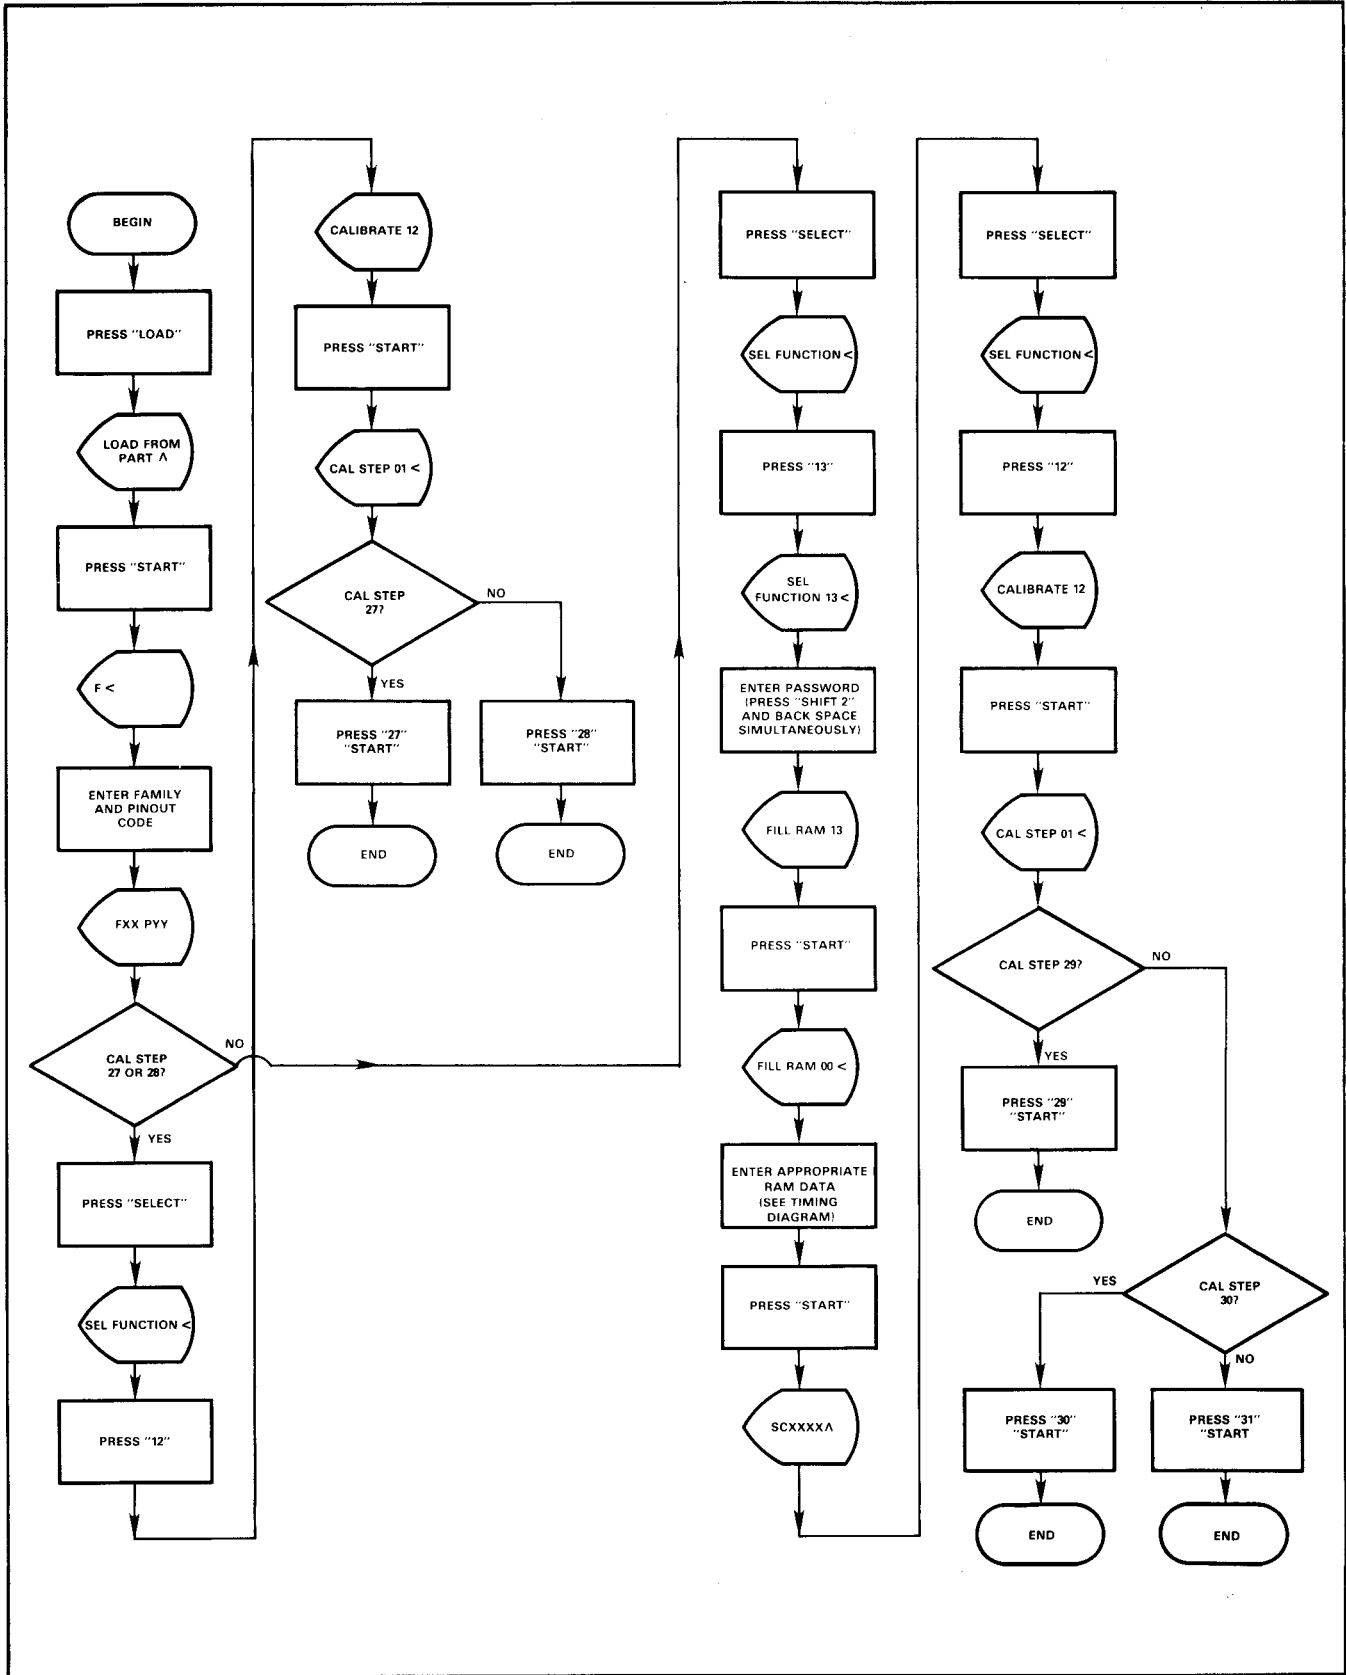 BEGIN
PRESS "LOAD"
LOAD FROM
PART Λ
PRESS "START"
F <
ENTER FAMILY
AND PINOUT
CODE
FXX PYY
CAL STEP
27 OR 28?
NO
YES
PRESS "SELECT"
SEL FUNCTION <
PRESS "12"
CALIBRATE 12
PRESS "START"
CAL STEP 01 <
CAL STEP
27?
NO
YES
PRESS "27"
"START"
END
PRESS "28"
"START"
END
PRESS "SELECT"
SEL FUNCTION <
PRESS "13"
SEL
FUNCTION 13 <
ENTER PASSWORD
(PRESS "SHIFT 2"
AND BACK SPACE
SIMULTANEOUSLY)
FILL RAM 13
PRESS "START"
FILL RAM 00 <
ENTER APPROPRIATE
RAM DATA
(SEE TIMING
DIAGRAM)
PRESS "START"
SCXXXX Λ
PRESS "SELECT"
SEL FUNCTION <
PRESS "12"
CALIBRATE 12
PRESS "START"
CAL STEP 01 <
CAL STEP 29?
NO
YES
PRESS "29"
"START"
END
CAL STEP
30?
YES
NO
PRESS "30"
"START"
END
PRESS "31"
"START
END